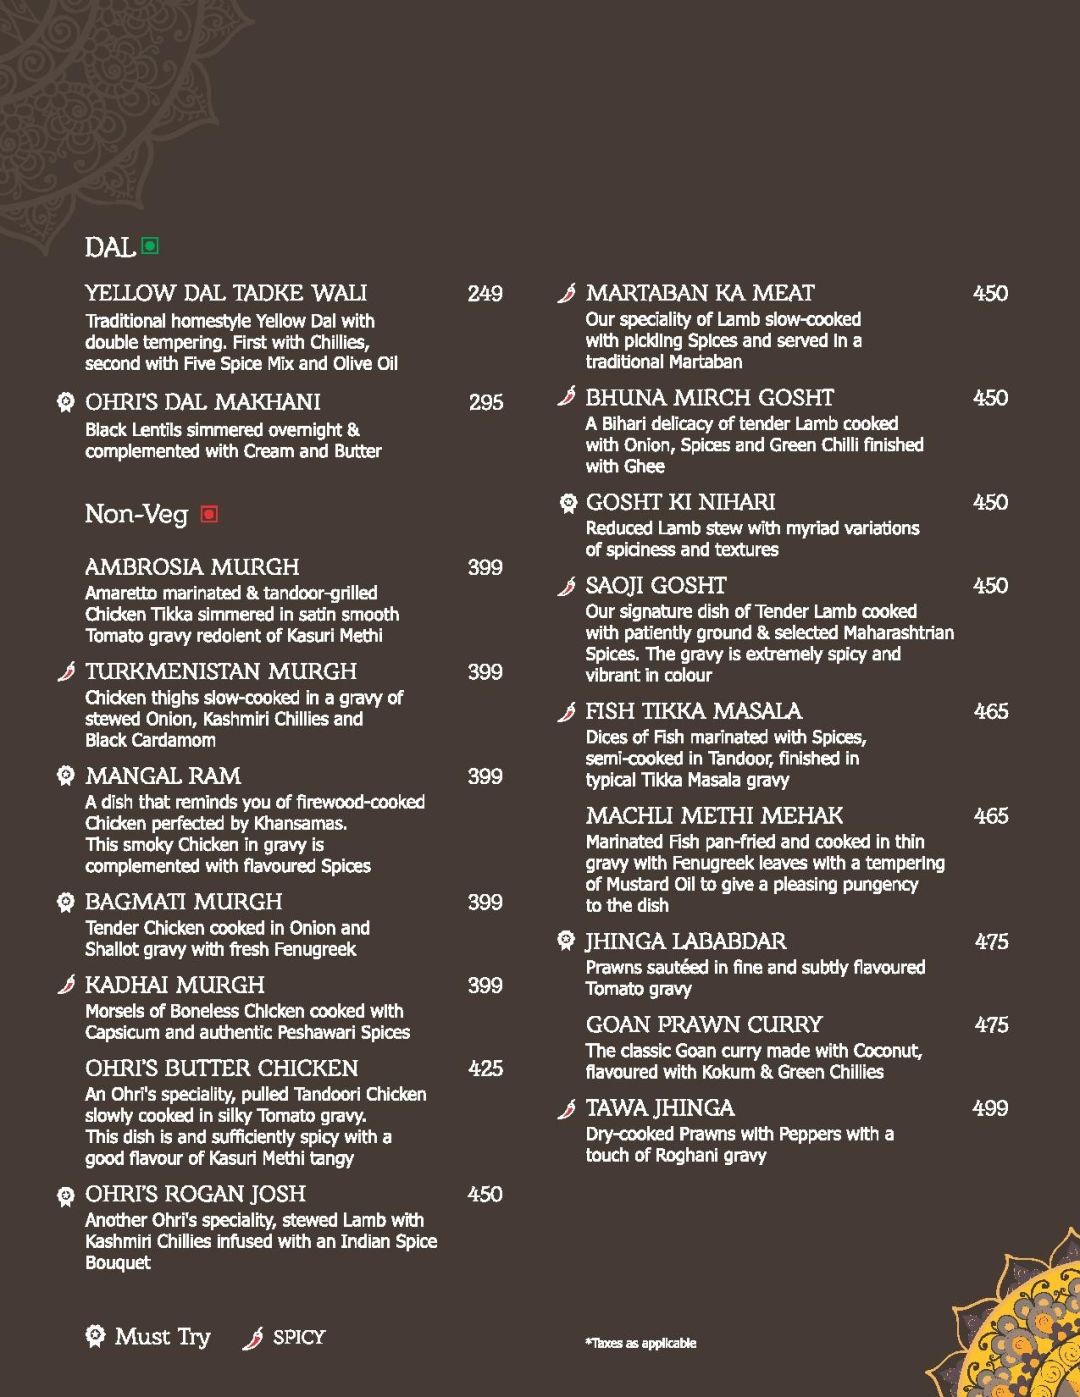 DAL
YELLOW DAL TADKE WALI 249
Traditional homestyle Yellow Dal with
double tempering. First with Chillies,
second with Five Spice Mix and Olive Oil
OHRI'S DAL MAKHANI 295
Black Lentils simmered overnight &
complemented with Cream and Butter
Non-Veg
AMBROSIA MURGH 399
Amaretto marinated & tandoor-grilled
Chicken Tikka simmered in satin smooth
Tomato gravy redolent of Kasuri Methi
TURKMENISTAN MURGH 399
Chicken thighs slow-cooked in a gravy of
stewed Onion, Kashmiri Chillies and
Black Cardamom
MANGAL RAM 399
A dish that reminds you of firewood-cooked
Chicken perfected by Khansamas.
This smoky Chicken in gravy is
complemented with flavoured Spices
BAGMATI MURGH 399
Tender Chicken cooked in Onion and
Shallot gravy with fresh Fenugreek
KADHAI MURGH 399
Morsels of Boneless Chicken cooked with
Capsicum and authentic Peshawari Spices
OHRI'S BUTTER CHICKEN 425
An Ohri's speciality, pulled Tandoori Chicken
slowly cooked in silky Tomato gravy.
This dish is and sufficiently spicy with a
good flavour of Kasuri Methi tangy
OHRI'S ROGAN JOSH 450
Another Ohri's speciality, stewed Lamb with
Kashmiri Chillies infused with an Indian Spice
Bouquet
MARTABAN KA MEAT 450
Our speciality of Lamb slow-cooked
with pickling Spices and served in a
traditional Martaban
BHUNA MIRCH GOSHT 450
A Bihari delicacy of tender Lamb cooked
with Onion, Spices and Green Chilli finished
with Ghee
GOSHT KI NIHARI 450
Reduced Lamb stew with myriad variations
of spiciness and textures
SAOJI GOSHT 450
Our signature dish of Tender Lamb cooked
with patiently ground & selected Maharashtrian
Spices. The gravy is extremely spicy and
vibrant in colour
FISH TIKKA MASALA 465
Dices of Fish marinated with Spices,
semi-cooked in Tandoor, finished in
typical Tikka Masala gravy
MACHLI METHI MEHAK 465
Marinated Fish pan-fried and cooked in thin
gravy with Fenugreek leaves with a tempering
of Mustard Oil to give a pleasing pungency
to the dish
JHINGA LABABDAR 475
Prawns sautéed in fine and subtly flavoured
Tomato gravy
GOAN PRAWN CURRY 475
The classic Goan curry made with Coconut,
flavoured with Kokum & Green Chillies
TAWA JHINGA 499
Dry-cooked Prawns with Peppers with a
touch of Roghani gravy
Must Try SPICY
*Taxes as applicable